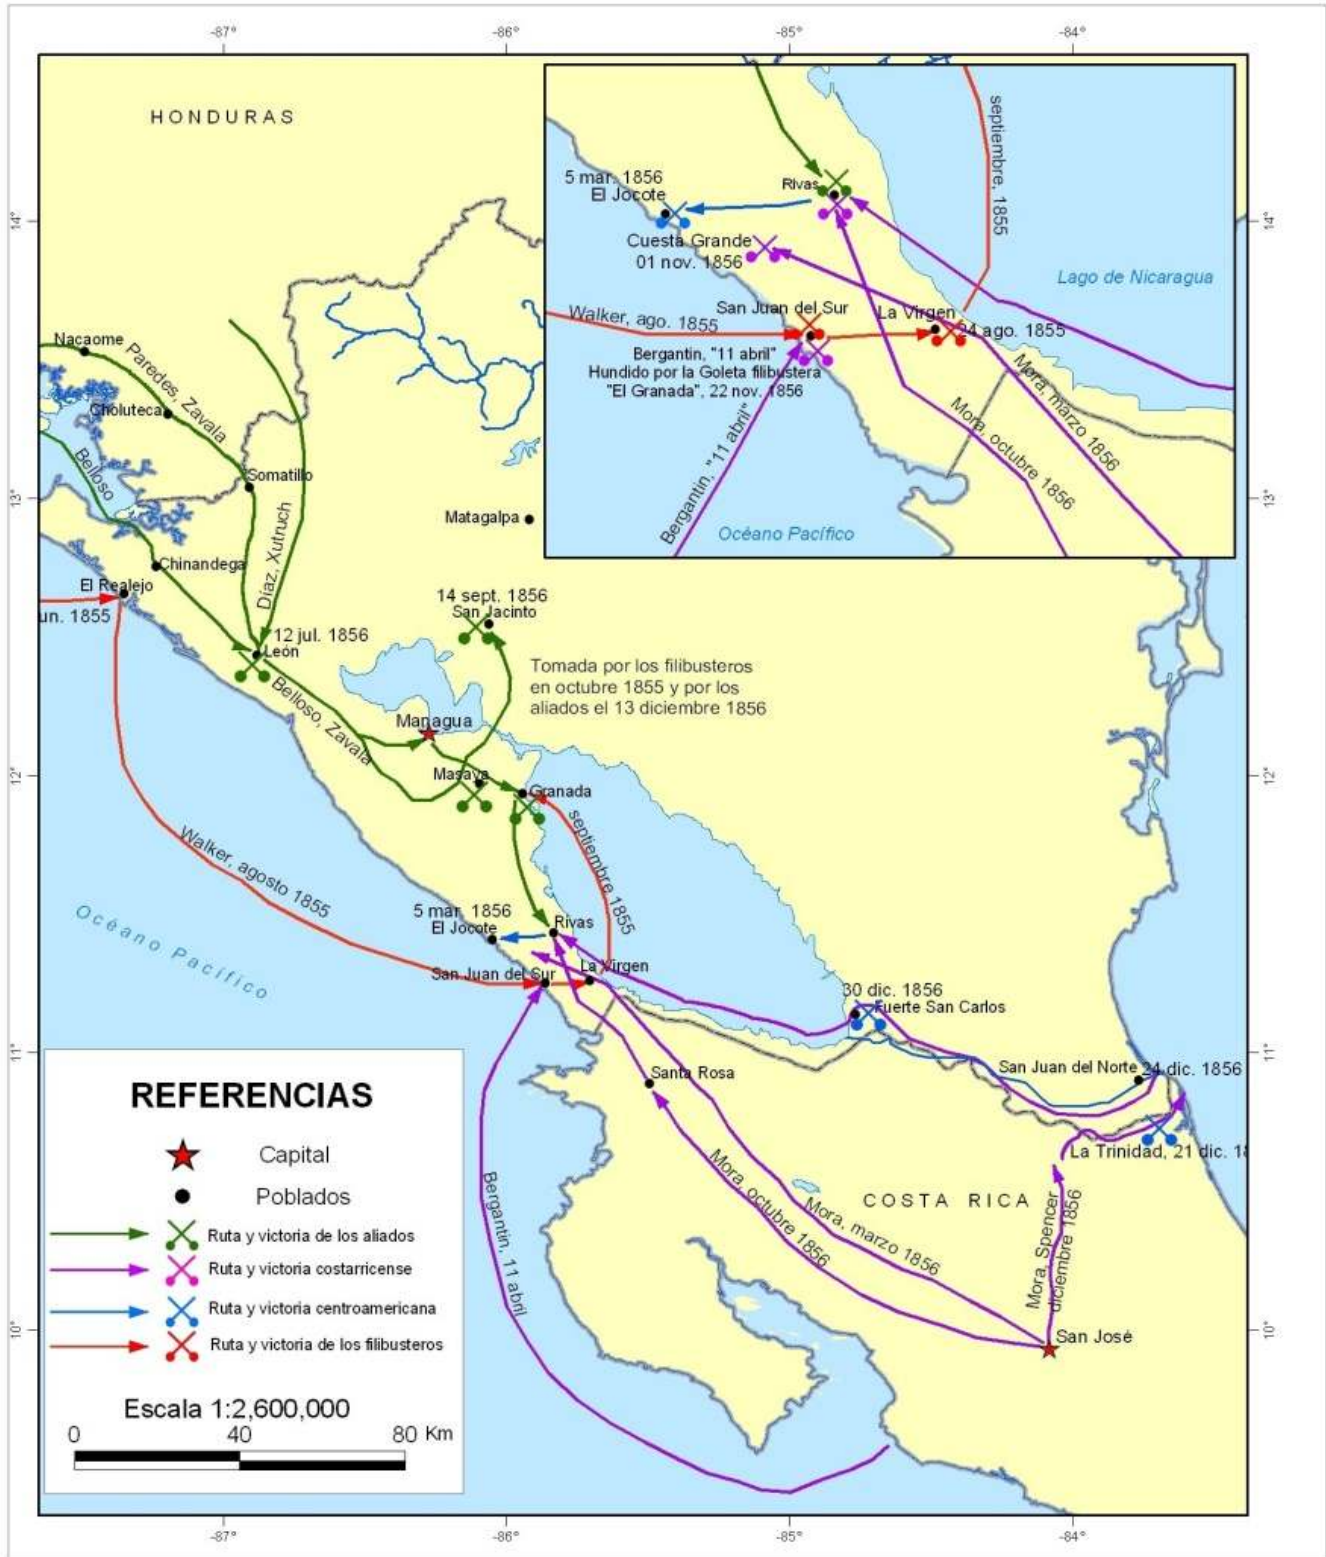 -87°
-86°
-85°
-84°
HONDURAS
14°
14°
5 mar. 1856
El Jocote
Rivas
Cuesta Grande
01 nov. 1856
septiembre, 1855
Lago de Nicaragua
Walker, ago. 1855
San Juan del Sur
La Virgen
24 ago. 1855
Bergantin, "11 abril"
Hundido por la Goleta filibustera
"El Granada", 22 nov. 1856
Bergantin, "11 abril"
Mora, marzo 1856
Mora, octubre 1856
Océano Pacífico
Nacaome
Paredes, Zavala
Choluteca
Belloso
Somatillo
13°
13°
Matagalpa
Díaz, Xutruch
Chinandega
El Realejo
un. 1855
14 sept. 1856
San Jacinto
12 jul. 1856
León
Tomada por los filibusteros
en octubre 1855 y por los
aliados el 13 diciembre 1856
Belloso, Zavala
Managua
12°
12°
Masaya
Granada
septiembre 1855
Walker, agosto 1855
Océano Pacífico
5 mar. 1856
El Jocote
Rivas
San Juan del Sur
La Virgen
30 dic. 1856
Fuerte San Carlos
11°
11°
San Juan del Norte
24 dic. 1856
Santa Rosa
La Trinidad, 21 dic. 18
Bergantin, 11 abril
Mora, octubre 1856
Mora, marzo 1856
COSTA RICA
Mora, Spencer
diciembre 1856
San José
10°
10°
REFERENCIAS
Capital
Poblados
Ruta y victoria de los aliados
Ruta y victoria costarricense
Ruta y victoria centroamericana
Ruta y victoria de los filibusteros
Escala 1:2,600,000
0 40 80 Km
-87°
-86°
-85°
-84°